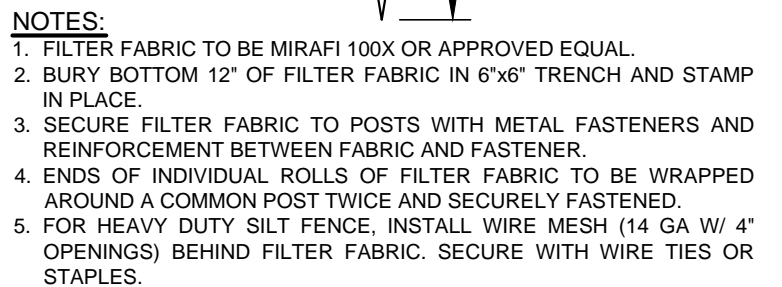 NOTES:
1. FILTER FABRIC TO BE MIRAFI 100X OR APPROVED EQUAL.
2. BURY BOTTOM 12" OF FILTER FABRIC IN 6"x6" TRENCH AND STAMP
IN PLACE.
3. SECURE FILTER FABRIC TO POSTS WITH METAL FASTENERS AND
REINFORCEMENT BETWEEN FABRIC AND FASTENER.
4. ENDS OF INDIVIDUAL ROLLS OF FILTER FABRIC TO BE WRAPPED
AROUND A COMMON POST TWICE AND SECURELY FASTENED.
5. FOR HEAVY DUTY SILT FENCE, INSTALL WIRE MESH (14 GA W/ 4"
OPENINGS) BEHIND FILTER FABRIC. SECURE WITH WIRE TIES OR
STAPLES.